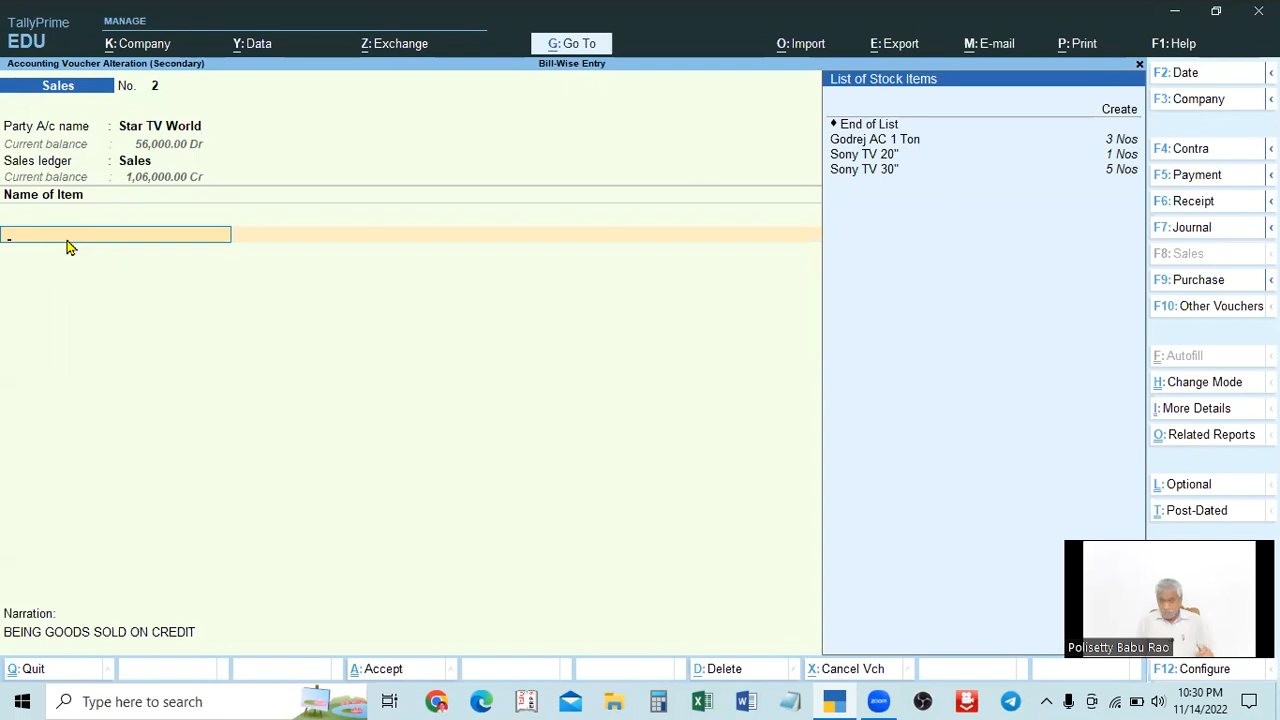 TallyPrime
EDU
MANAGE
K: Company
Y: Data
Z: Exchange
G: Go To
O: Import
E: Export
M: E-mail
P: Print
F1: Help
Accounting Voucher Alteration (Secondary)
Bill-Wise Entry
Sales
No. 2
Party A/c name : Star TV World
Current balance : 56,000.00 Dr
Sales ledger : Sales
Current balance : 1,06,000.00 Cr
Name of Item
List of Stock Items
Create
♦ End of List
Godrej AC 1 Ton 3 Nos
Sony TV 20" 1 Nos
Sony TV 30" 5 Nos
F2: Date
F3: Company
F4: Contra
F5: Payment
F6: Receipt
F7: Journal
F8: Sales
F9: Purchase
F10: Other Vouchers
F: Autofill
H: Change Mode
I: More Details
O: Related Reports
L: Optional
T: Post-Dated
Polisetty Babu Rao
Narration:
BEING GOODS SOLD ON CREDIT
Q: Quit
A: Accept
D: Delete
X: Cancel Vch
F12: Configure
Type here to search
10:30 PM
11/14/2022